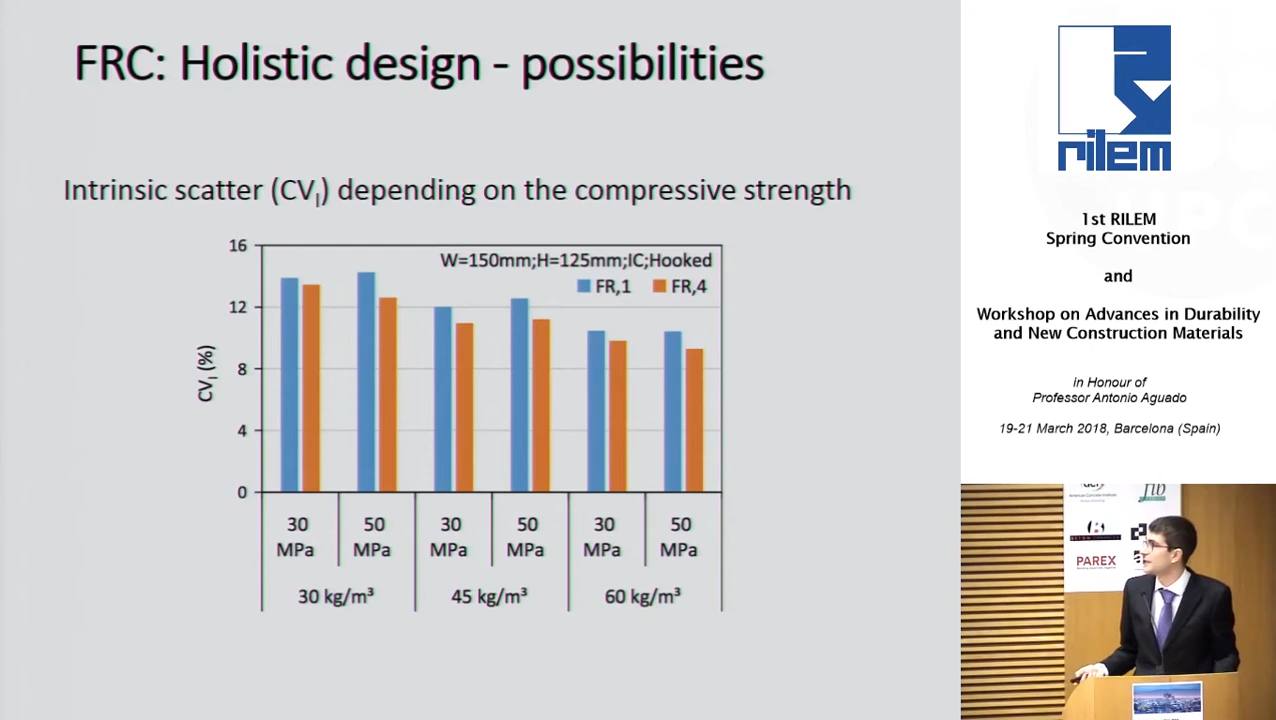 FRC: Holistic design - possibilities
Intrinsic scatter (CVI) depending on the compressive strength
16
12
8
4
0
CVI (%)
W=150mm;H=125mm;IC;Hooked
FR,1
FR,4
30 MPa
50 MPa
30 MPa
50 MPa
30 MPa
50 MPa
30 kg/m³
45 kg/m³
60 kg/m³
rilem
1st RILEM
Spring Convention
and
Workshop on Advances in Durability
and New Construction Materials
in Honour of
Professor Antonio Aguado
19-21 March 2018, Barcelona (Spain)
American Concrete Institute
fib
PAREX